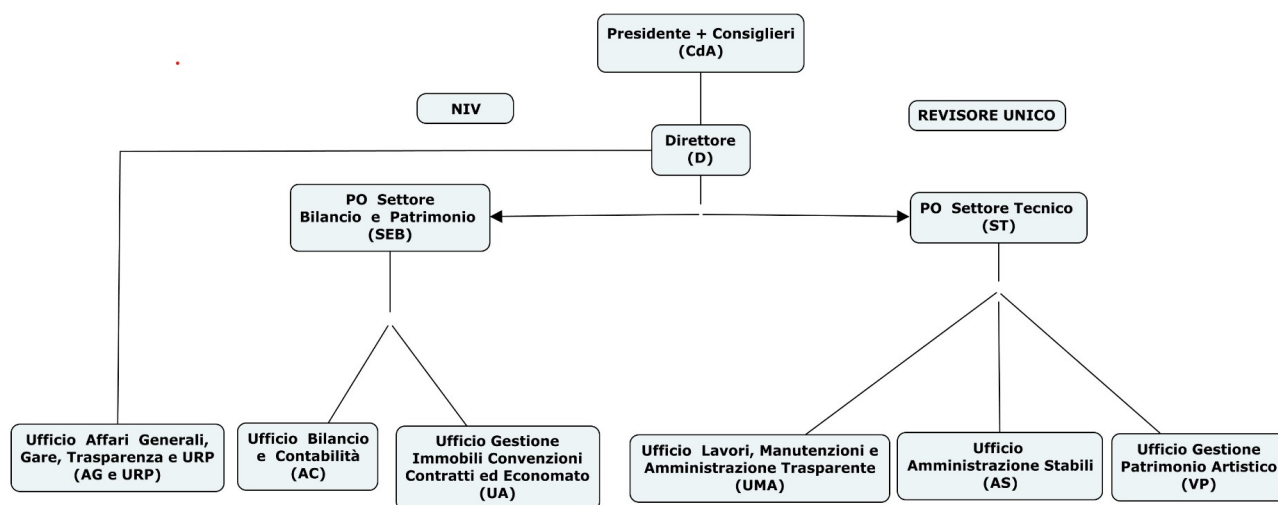 Presidente + Consiglieri
(CdA)
NIV
REVISORE UNICO
Direttore
(D)
PO Settore
Bilancio e Patrimonio
(SEB)
PO Settore Tecnico
(ST)
Ufficio Affari Generali,
Gare, Trasparenza e URP
(AG e URP)
Ufficio Bilancio
e Contabilità
(AC)
Ufficio Gestione
Immobili Convenzioni
Contratti ed Economato
(UA)
Ufficio Lavori, Manutenzioni e
Amministrazione Trasparente
(UMA)
Ufficio
Amministrazione Stabili
(AS)
Ufficio Gestione
Patrimonio Artistico
(VP)